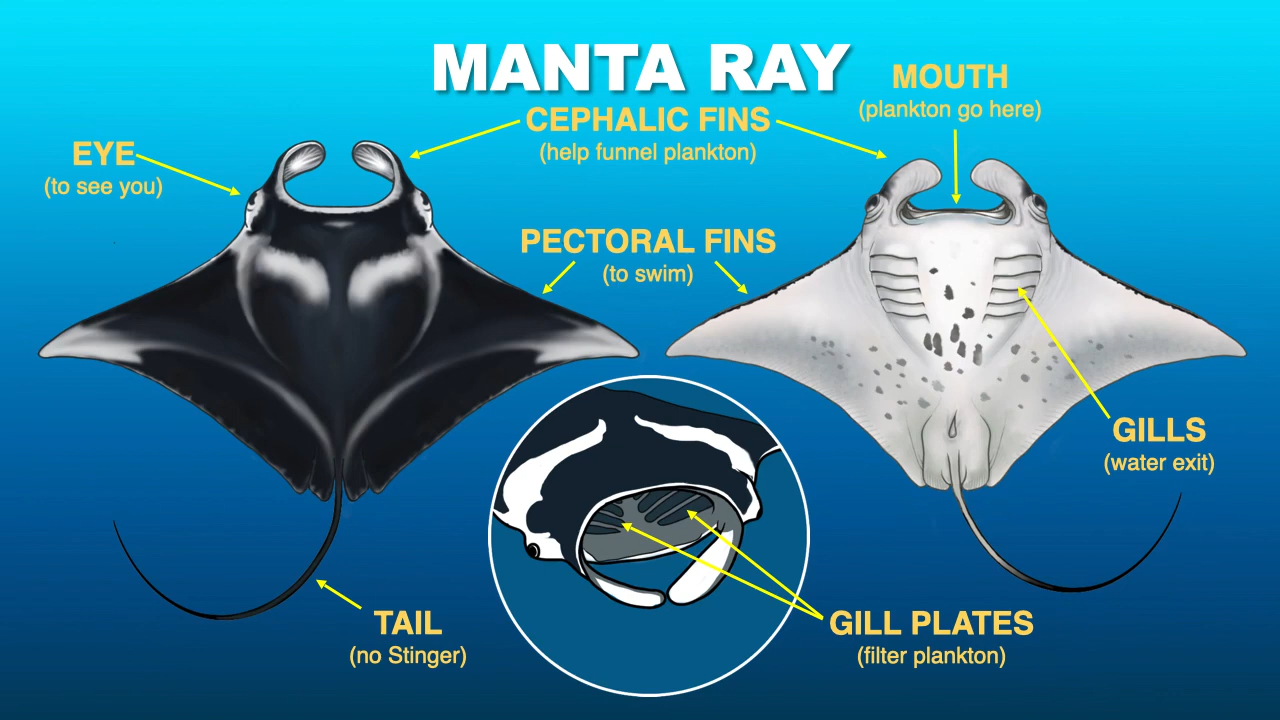 MANTA RAY
MOUTH
(plankton go here)
CEPHALIC FINS
(help funnel plankton)
EYE
(to see you)
PECTORAL FINS
(to swim)
GILLS
(water exit)
TAIL
(no Stinger)
GILL PLATES
(filter plankton)